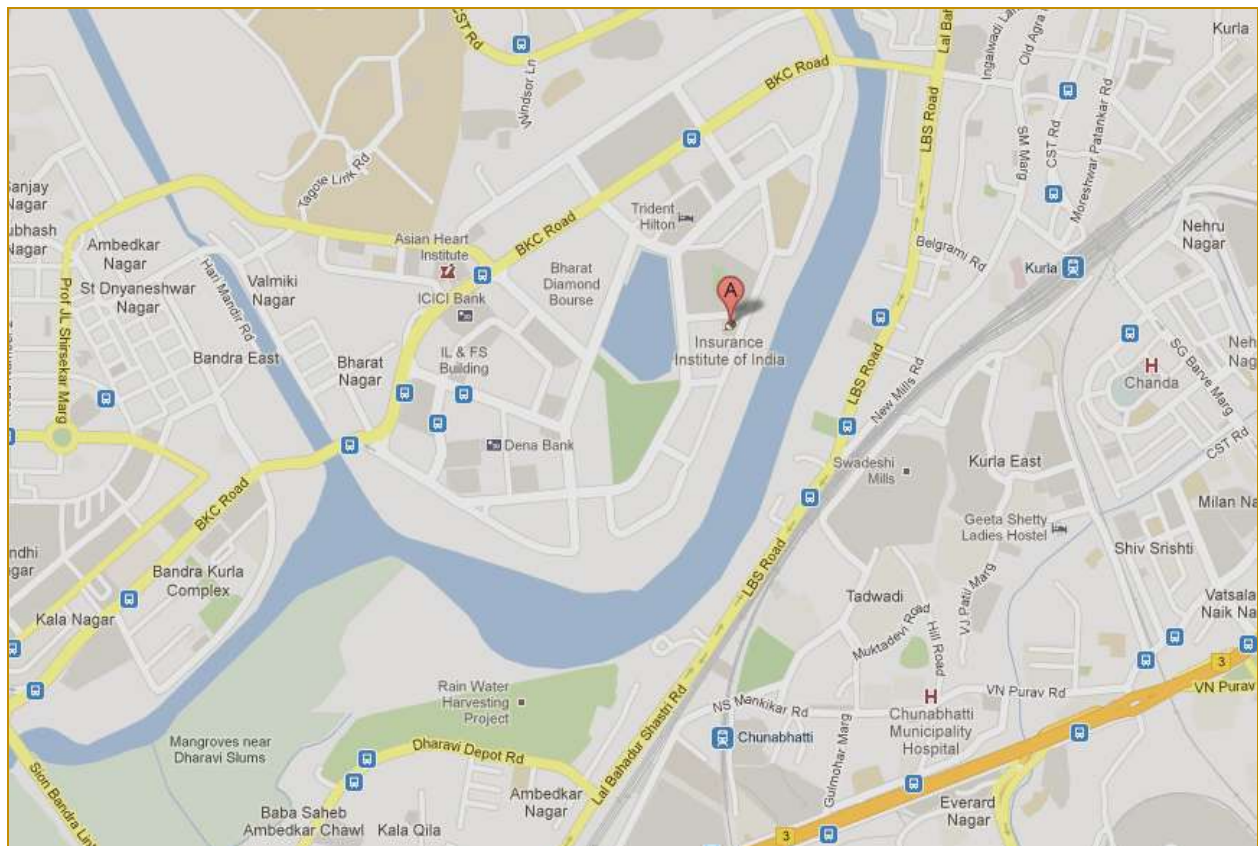 CST Rd
Windsor Ln
BKC Road
Lal Ba
Ingalwadi La
Old Agra
Kurla
LBS Road
SM Marg
CST Rd
Moreshwar Patankar Rd
Tagore Link Rd
Sanjay
Nagar
ubhash
Nagar
Ambedkar
Nagar
St Dnyaneshwar
Nagar
Hari Mandir Rd
Valmiki
Nagar
Asian Heart
Institute
BKC Road
Trident
Hilton
Belgrami Rd
Kurla
Nehru
Nagar
ICICI Bank
Bharat
Diamond
Bourse
A
Insurance
Institute of India
Prof JL Shirsekar Marg
Bandra East
Bharat
Nagar
IL & FS
Building
LBS Road
New Mills Rd
Chanda
SG Barve Marg
Neh
Nag
CST Rd
Dena Bank
Swadeshi
Mills
Kurla East
BKC Road
Geeta Shetty
Ladies Hostel
Milan Na
Shiv Srishti
ndhi
gar
Bandra Kurla
Complex
Kala Nagar
LBS Road
Tadwadi
Muktadevi Road
Hill Road
VJ Patil Marg
Vatsala
Naik Na
3
VN Purav
Rain Water
Harvesting
Project
NS Mankikar Rd
VN Purav Rd
Chunabhatti
Chunabhatti
Municipality
Hospital
Gulmohar Marg
Mangroves near
Dharavi Slums
Dharavi Depot Rd
Lal Bahadur Shastri Rd
Sion Bandra Link
Ambedkar
Nagar
Baba Saheb
Ambedkar Chawl
Kala Qila
Everard
Nagar
3